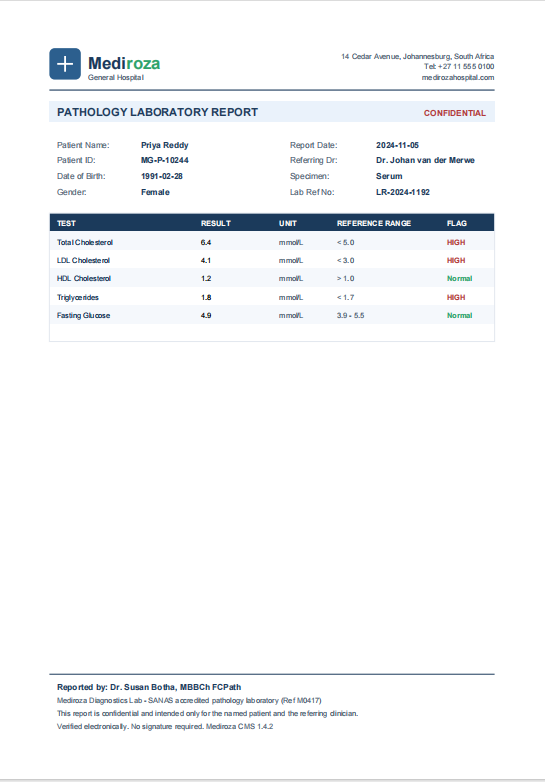 Mediroza
General Hospital
14 Cedar Avenue, Johannesburg, South Africa
Tel: +27 11 555 0100
medirozahospital.com
PATHOLOGY LABORATORY REPORT CONFIDENTIAL
Patient Name: Priya Reddy Report Date: 2024-11-05
Patient ID: MG-P-10244 Referring Dr: Dr. Johan van der Merwe
Date of Birth: 1991-02-28 Specimen: Serum
Gender: Female Lab Ref No: LR-2024-1192
TEST RESULT UNIT REFERENCE RANGE FLAG
Total Cholesterol 6.4 mmol/L < 5.0 HIGH
LDL Cholesterol 4.1 mmol/L < 3.0 HIGH
HDL Cholesterol 1.2 mmol/L > 1.0 Normal
Triglycerides 1.8 mmol/L < 1.7 HIGH
Fasting Glucose 4.9 mmol/L 3.9 - 5.5 Normal
Reported by: Dr. Susan Botha, MBBCh FCPath
Mediroza Diagnostics Lab - SANAS accredited pathology laboratory (Ref M0417)
This report is confidential and intended only for the named patient and the referring clinician.
Verified electronically. No signature required. Mediroza CMS 1.4.2